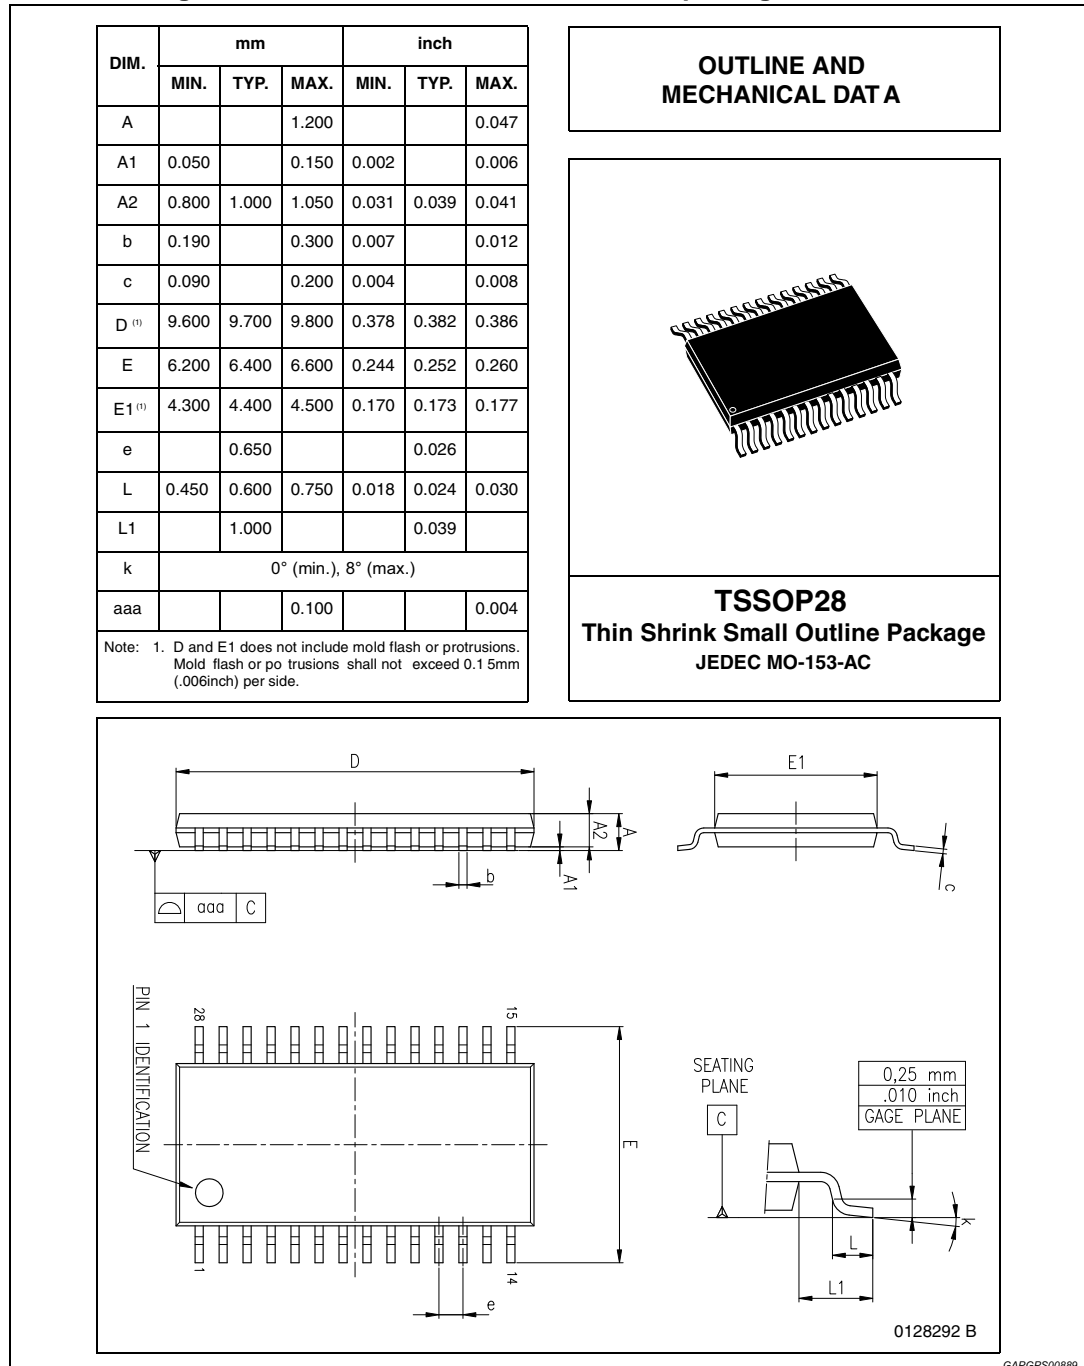 DIM. mm inch
MIN. TYP. MAX. MIN. TYP. MAX.
A 1.200 0.047
A1 0.050 0.150 0.002 0.006
A2 0.800 1.000 1.050 0.031 0.039 0.041
b 0.190 0.300 0.007 0.012
c 0.090 0.200 0.004 0.008
D (1) 9.600 9.700 9.800 0.378 0.382 0.386
E 6.200 6.400 6.600 0.244 0.252 0.260
E1 (1) 4.300 4.400 4.500 0.170 0.173 0.177
e 0.650 0.026
L 0.450 0.600 0.750 0.018 0.024 0.030
L1 1.000 0.039
k 0° (min.), 8° (max.)
aaa 0.100 0.004
Note: 1. D and E1 does not include mold flash or protrusions.
Mold flash or po trusions shall not exceed 0.1 5mm
(.006inch) per side.
OUTLINE AND
MECHANICAL DAT A
TSSOP28
Thin Shrink Small Outline Package
JEDEC MO-153-AC
D
E1
A2
A
b
A1
c
aaa C
PIN 1 IDENTIFICATION
28
15
E
1
14
e
SEATING
PLANE
C
0,25 mm
.010 inch
GAGE PLANE
k
L
L1
0128292 B
GAPGPS00889